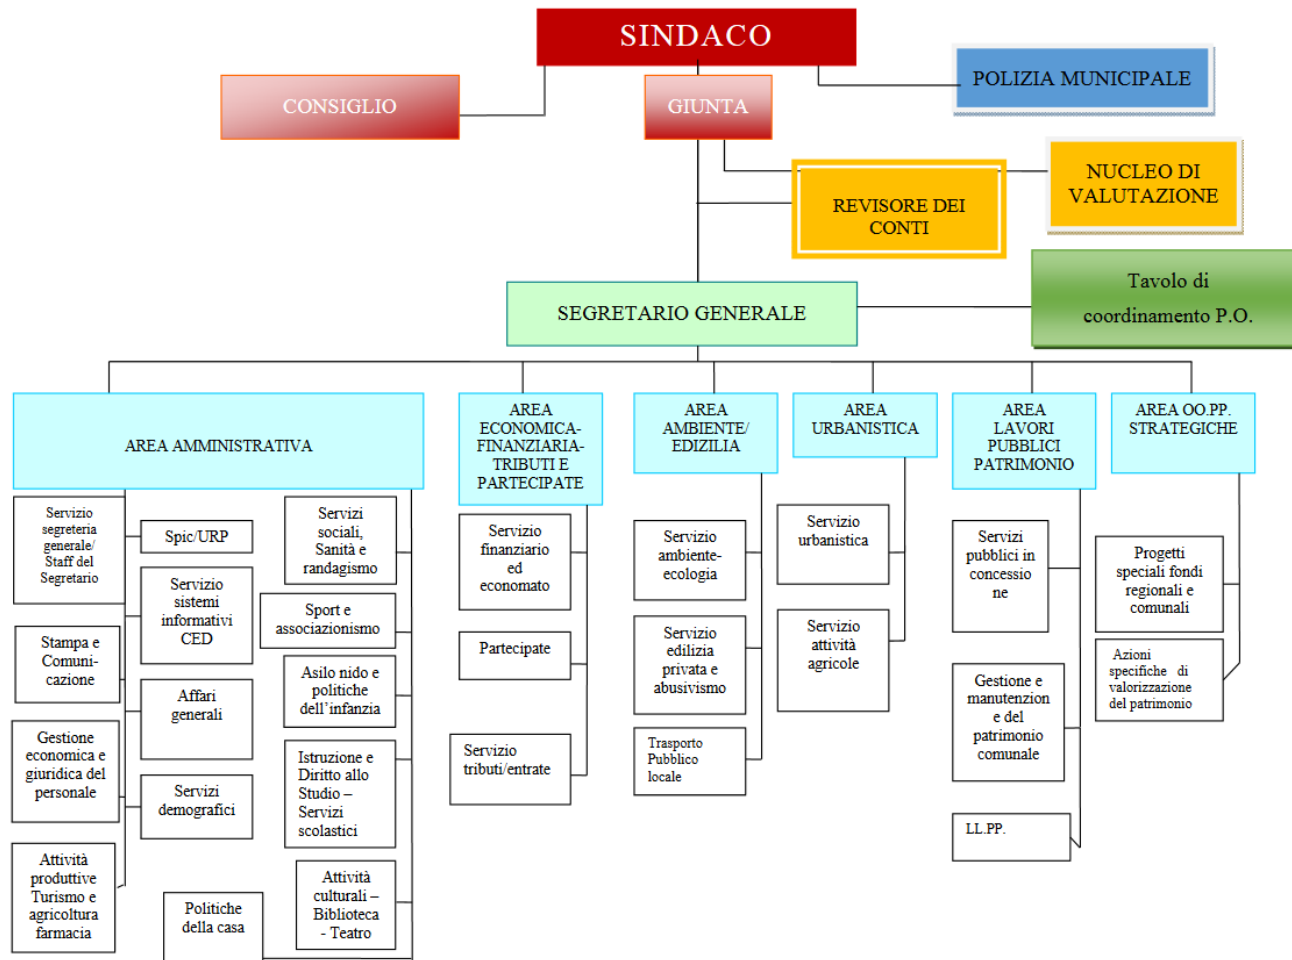 SINDACO
CONSIGLIO
GIUNTA
POLIZIA MUNICIPALE
NUCLEO DI
VALUTAZIONE
REVISORE DEI
CONTI
SEGRETARIO GENERALE
Tavolo di
coordinamento P.O.
AREA AMMINISTRATIVA
AREA
ECONOMICA-
FINANZIARIA-
TRIBUTI E
PARTECIPATE
AREA
AMBIENTE/
EDIZILIA
AREA
URBANISTICA
AREA
LAVORI
PUBBLICI
PATRIMONIO
AREA OO.PP.
STRATEGICHE
Servizio
segreteria
generale/
Staff del
Segretario
Stampa e
Comuni-
cazione
Gestione
economica e
giuridica del
personale
Attività
produttive
Turismo e
agricoltura
farmacia
Spic/URP
Servizio
sistemi
informativi
CED
Affari
generali
Servizi
demografici
Politiche
della casa
Servizi
sociali,
Sanità e
randagismo
Sport e
associazionismo
Asilo nido e
politiche
dell’infanzia
Istruzione e
Diritto allo
Studio –
Servizi
scolastici
Attività
culturali –
Biblioteca
- Teatro
Servizio
finanziario
ed
economato
Partecipate
Servizio
tributi/entrate
Servizio
ambiente-
ecologia
Servizio
edilizia
privata e
abusivismo
Trasporto
Pubblico
locale
Servizio
urbanistica
Servizio
attività
agricole
Servizi
pubblici in
concessio
ne
Gestione e
manutenzion
e del
patrimonio
comunale
LL.PP.
Progetti
speciali fondi
regionali e
comunali
Azioni
specifiche di
valorizzazione
del patrimonio